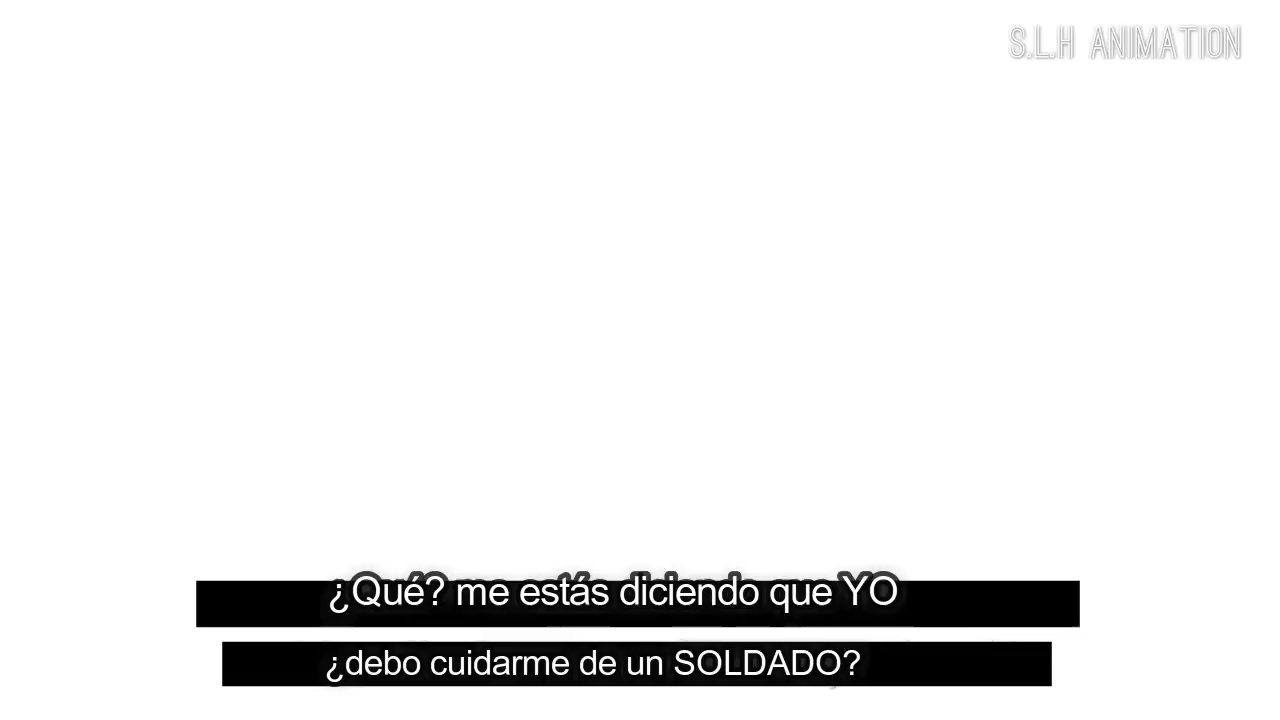 S.L.H ANIMATION
¿Qué? me estás diciendo que YO
¿debo cuidarme de un SOLDADO?